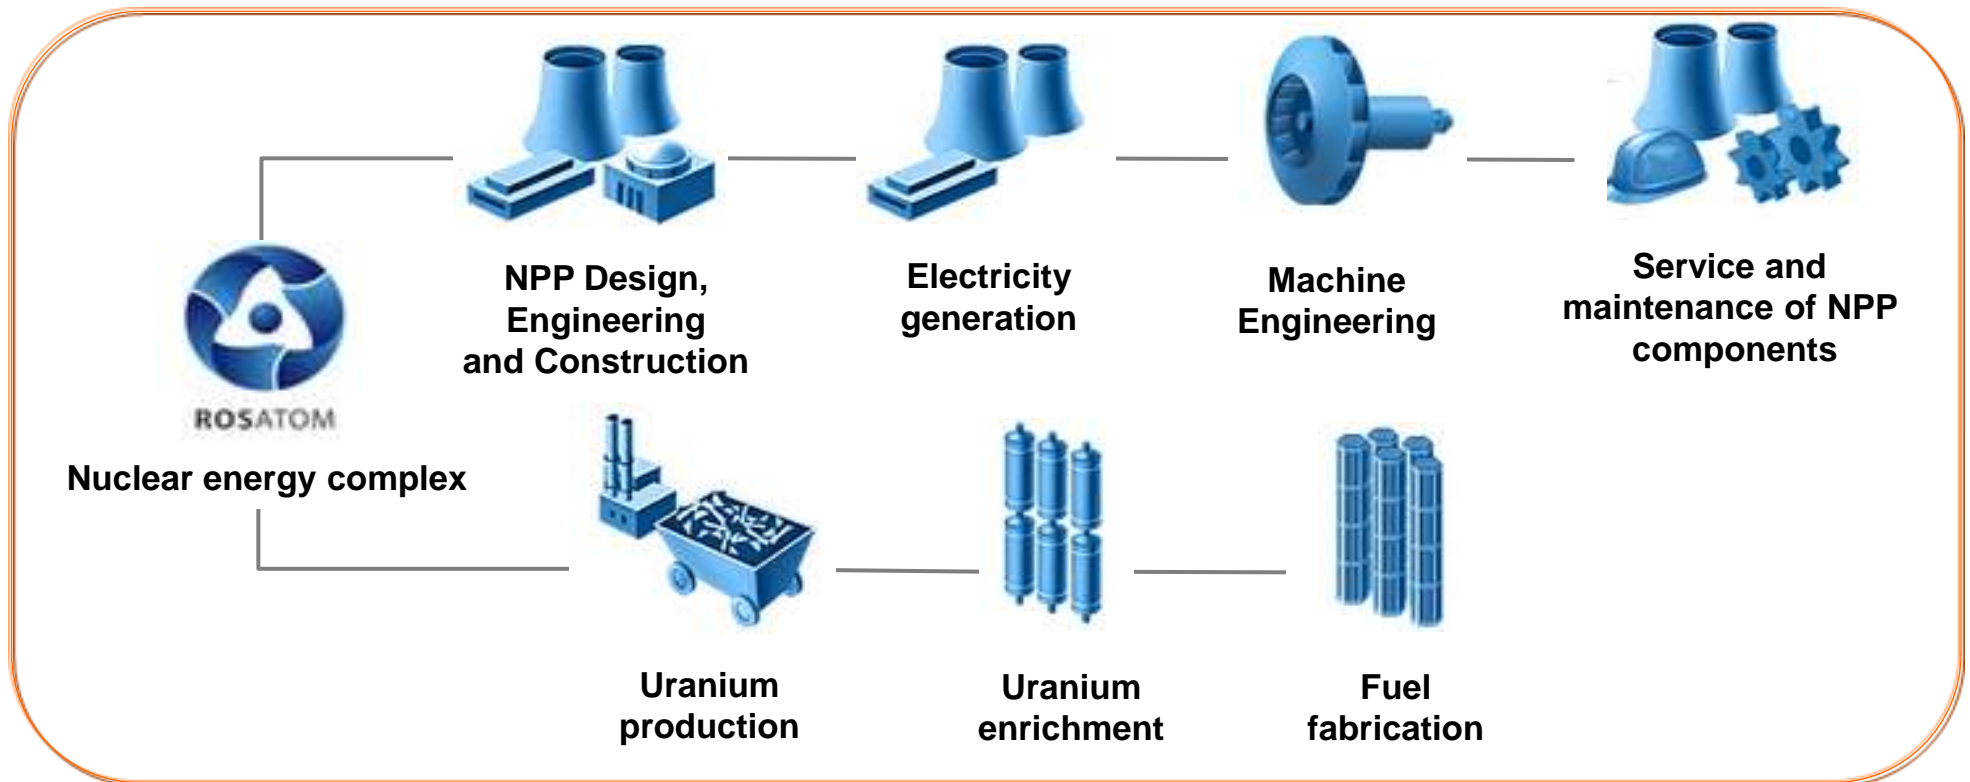 NPP Design,
Engineering
and Construction
Electricity
generation
Machine
Engineering
Service and
maintenance of NPP
components
ROSATOM
Nuclear energy complex
Uranium
production
Uranium
enrichment
Fuel
fabrication